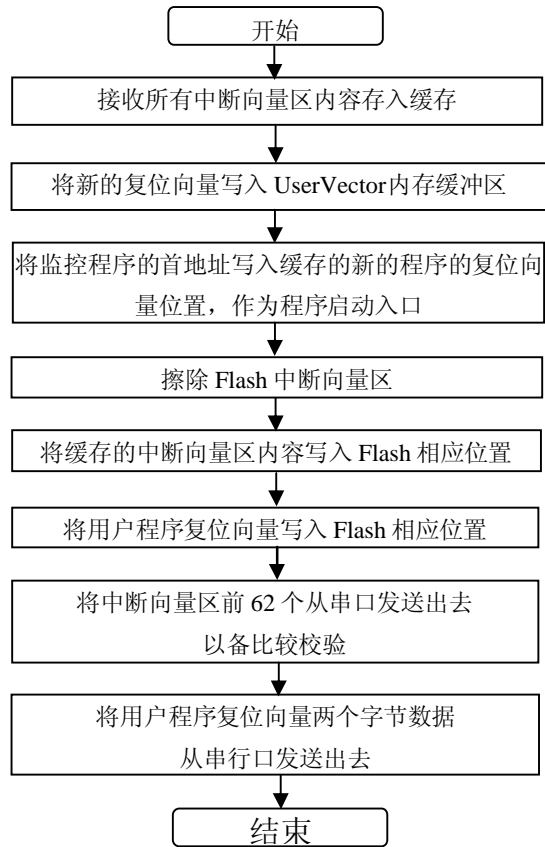 开始
接收所有中断向量区内容存入缓存
将新的复位向量写入 UserVector内存缓冲区
将监控程序的首地址写入缓存的新的程序的复位向
量位置，作为程序启动入口
擦除 Flash 中断向量区
将缓存的中断向量区内容写入 Flash 相应位置
将用户程序复位向量写入 Flash 相应位置
将中断向量区前 62 个从串口发送出去
以备比较校验
将用户程序复位向量两个字节数据
从串行口发送出去
结束